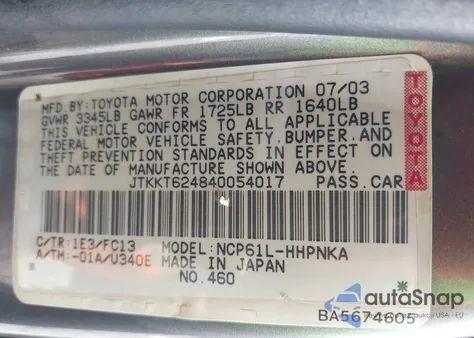 MFD.BY:TOYOTA MOTOR CORPORATION 07/03
GVWR 3345LB GAWR FR 1725LB RR 1640LB
THIS VEHICLE CONFORMS TO ALL APPLICABLE
FEDERAL MOTOR VEHICLE SAFETY,BUMPER,AND
THEFT PREVENTION STANDARDS IN EFFECT ON
THE DATE OF MANUFACTURE SHOWN ABOVE.
JTKKT624840054017 PASS.CAR
TOYOTA
C/TR:1E3/FC13 MODEL:NCP61L-HHPNKA
A/TM:-01A/U340E MADE IN JAPAN
NO.460
BA5674605
autoSnap